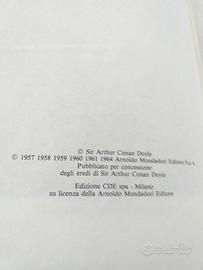 © Sir Arthur Conan Doyle
© 1957 1958 1959 1960 1961 1964 Arnoldo Mondadori Editore S.p.A.
Pubblicato per concessione
degli eredi di Sir Arthur Conan Doyle
Edizione CDE spa - Milano
su licenza della Arnoldo Mondadori Editore
subito